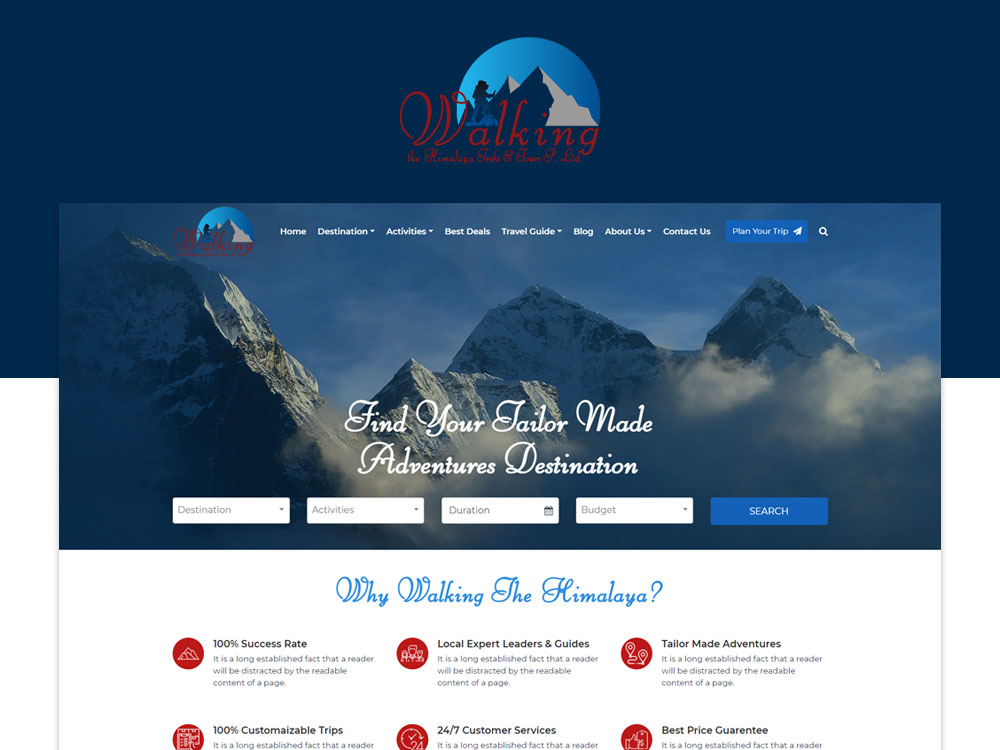 Walking
the Himalaya Treks & Tours P. Ltd.
Walking
Home Destination Activities Best Deals Travel Guide Blog About Us Contact Us Plan Your Trip
Find Your Tailor Made
Adventures Destination
Destination Activities Duration Budget SEARCH
Why Walking The Himalaya?
100% Success Rate
It is a long established fact that a reader
will be distracted by the readable
content of a page.
Local Expert Leaders & Guides
It is a long established fact that a reader
will be distracted by the readable
content of a page.
Tailor Made Adventures
It is a long established fact that a reader
will be distracted by the readable
content of a page.
100% Customaizable Trips
It is a long established fact that a reader
24/7 Customer Services
It is a long established fact that a reader
Best Price Guarentee
It is a long established fact that a reader